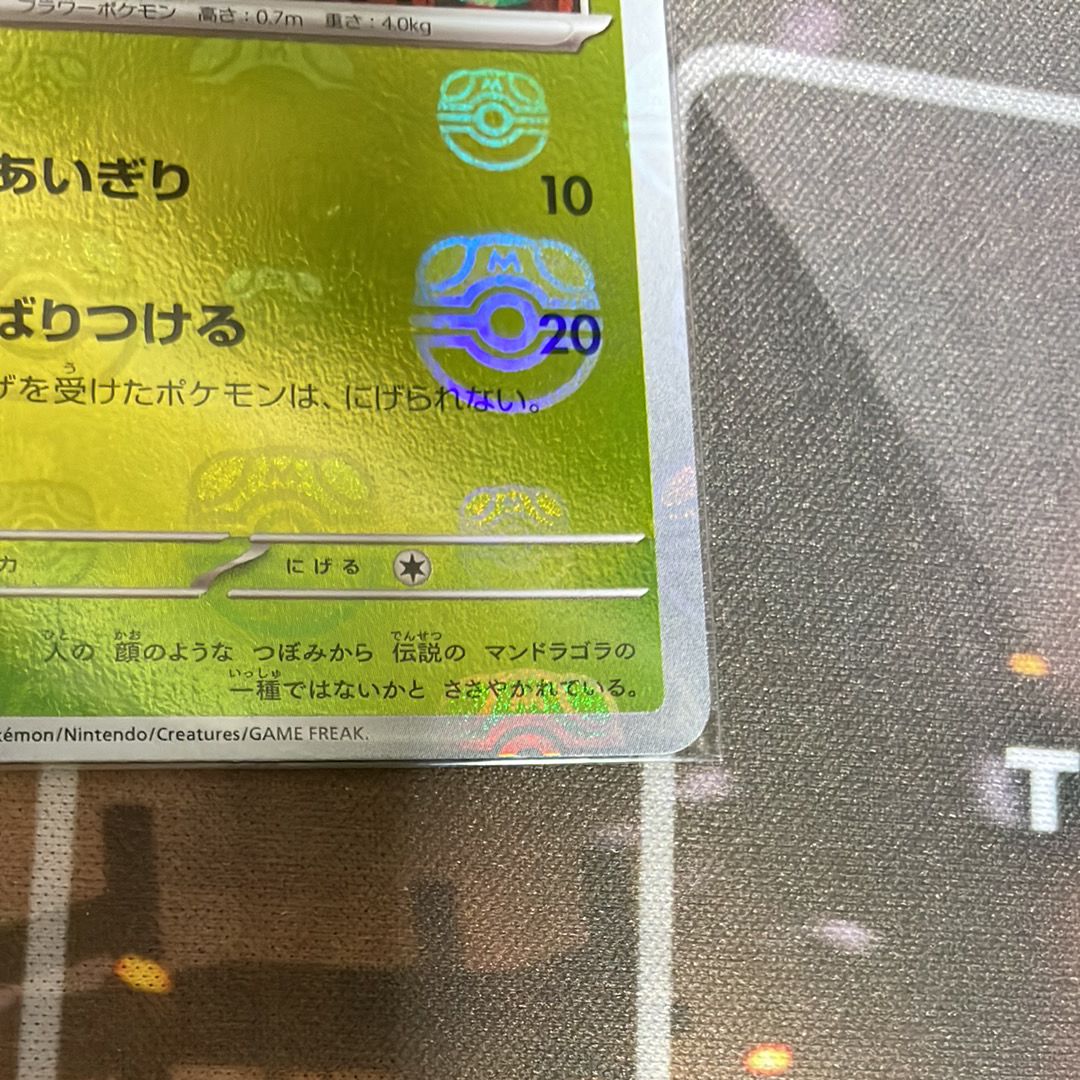 フラワーポケモン 高さ:0.7m 重さ:4.0kg
あいぎり 10
ばりつける 20
ザを受けたポケモンは、にげられない。
力 にげる
人の 顔のような つぼみから 伝説の マンドラゴラの
一種ではないかと ささやかれている。
kémon/Nintendo/Creatures/GAME FREAK.
T